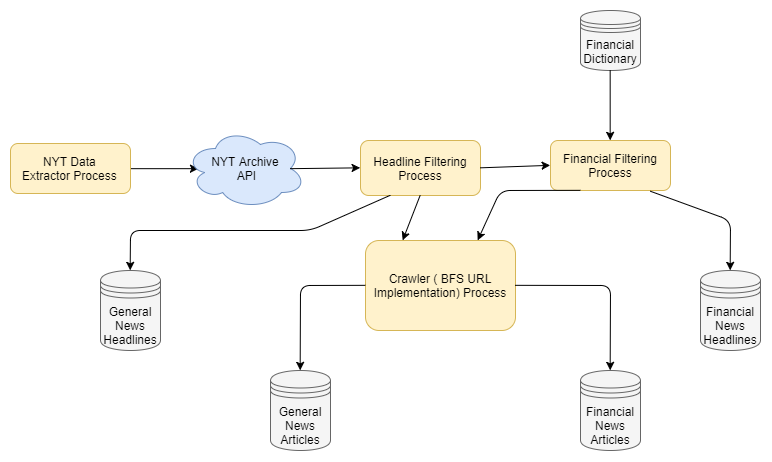 Financial
Dictionary
NYT Data
Extractor Process
NYT Archive
API
Headline Filtering
Process
Financial Filtering
Process
Crawler ( BFS URL
Implementation) Process
General
News
Headlines
Financial
News
Headlines
General
News
Articles
Financial
News
Articles